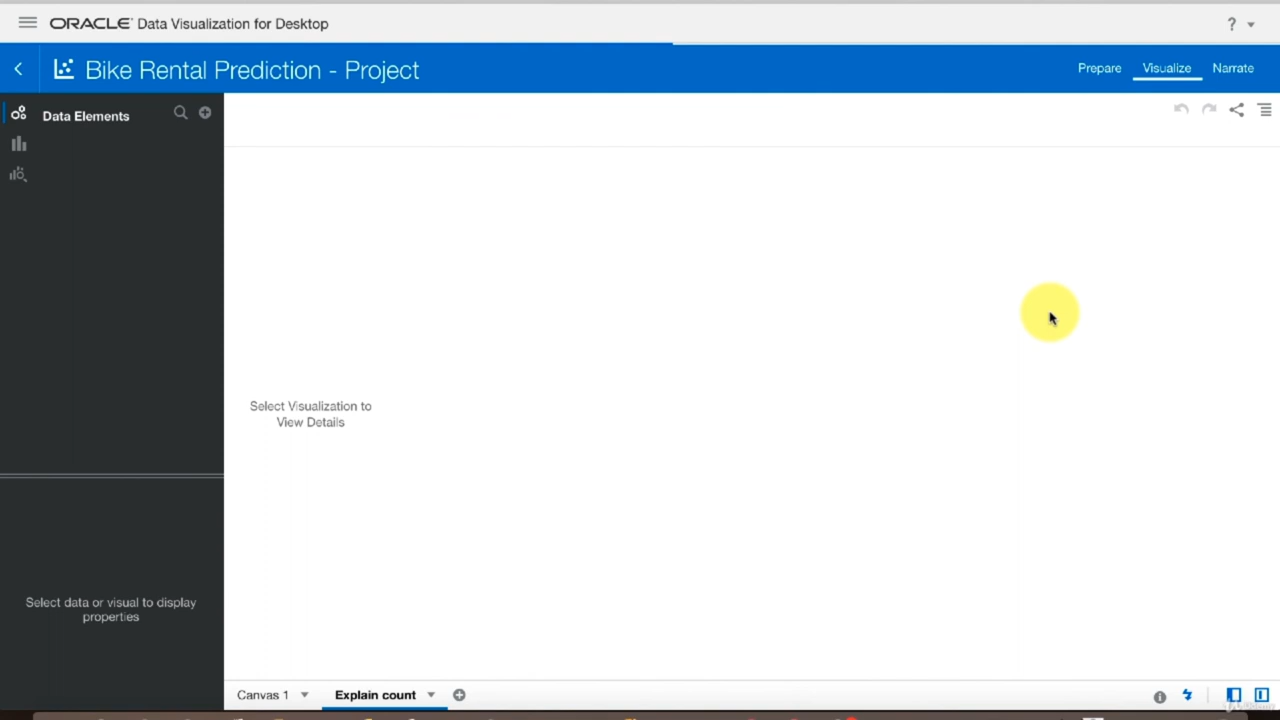 ORACLE Data Visualization for Desktop
?
Bike Rental Prediction - Project
Prepare Visualize Narrate
Data Elements
Select Visualization to
View Details
Select data or visual to display
properties
Canvas 1 Explain count